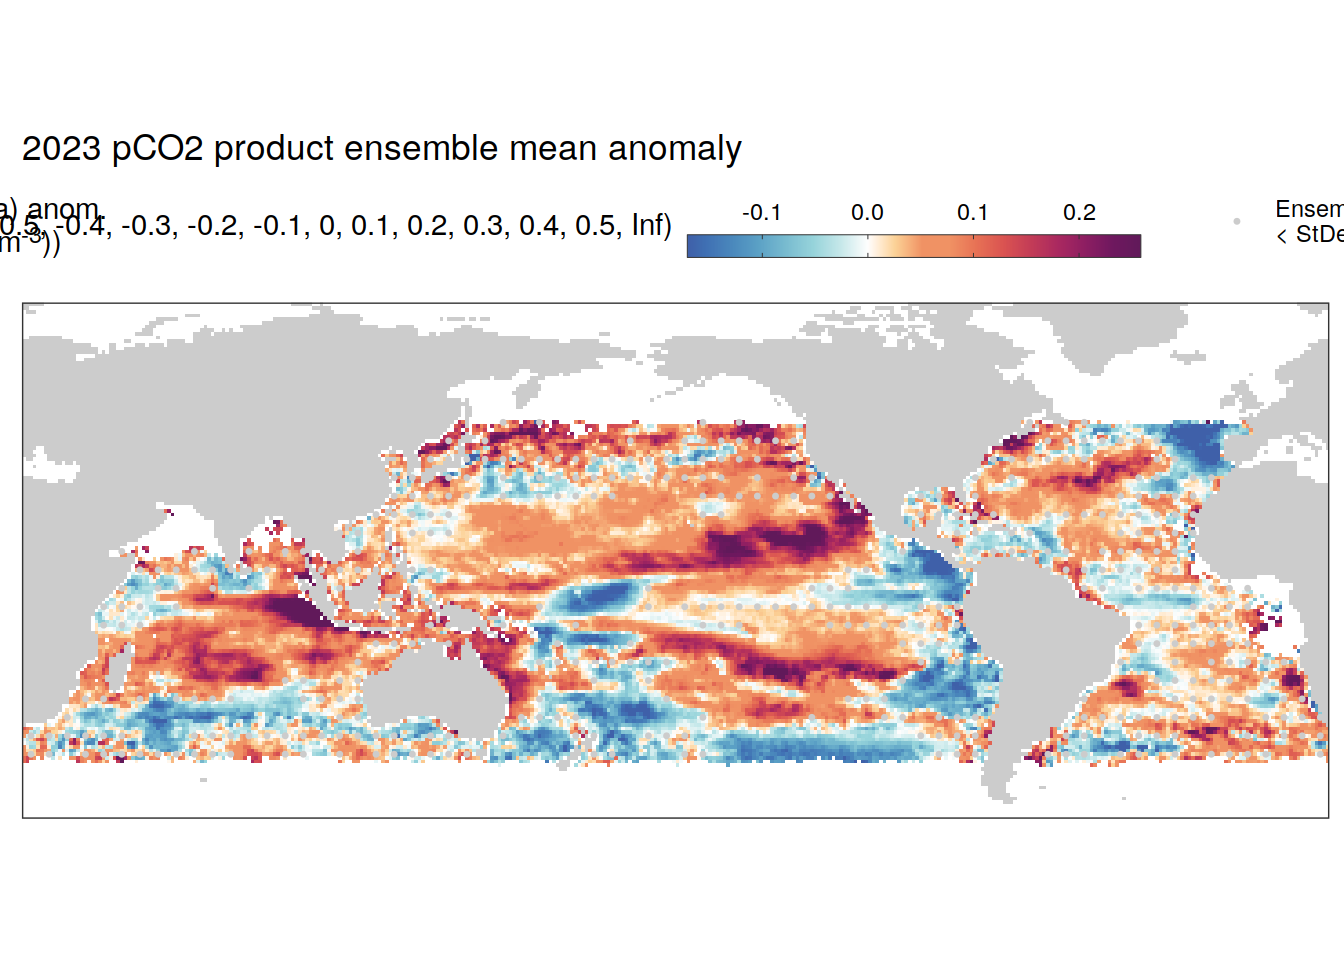 2023 pCO2 product ensemble mean anomaly
a) anom.
0.5, -0.4, -0.3, -0.2, -0.1, 0, 0.1, 0.2, 0.3, 0.4, 0.5, Inf)
m⁻³))
-0.1 0.0 0.1 0.2
Ensem
< StDe